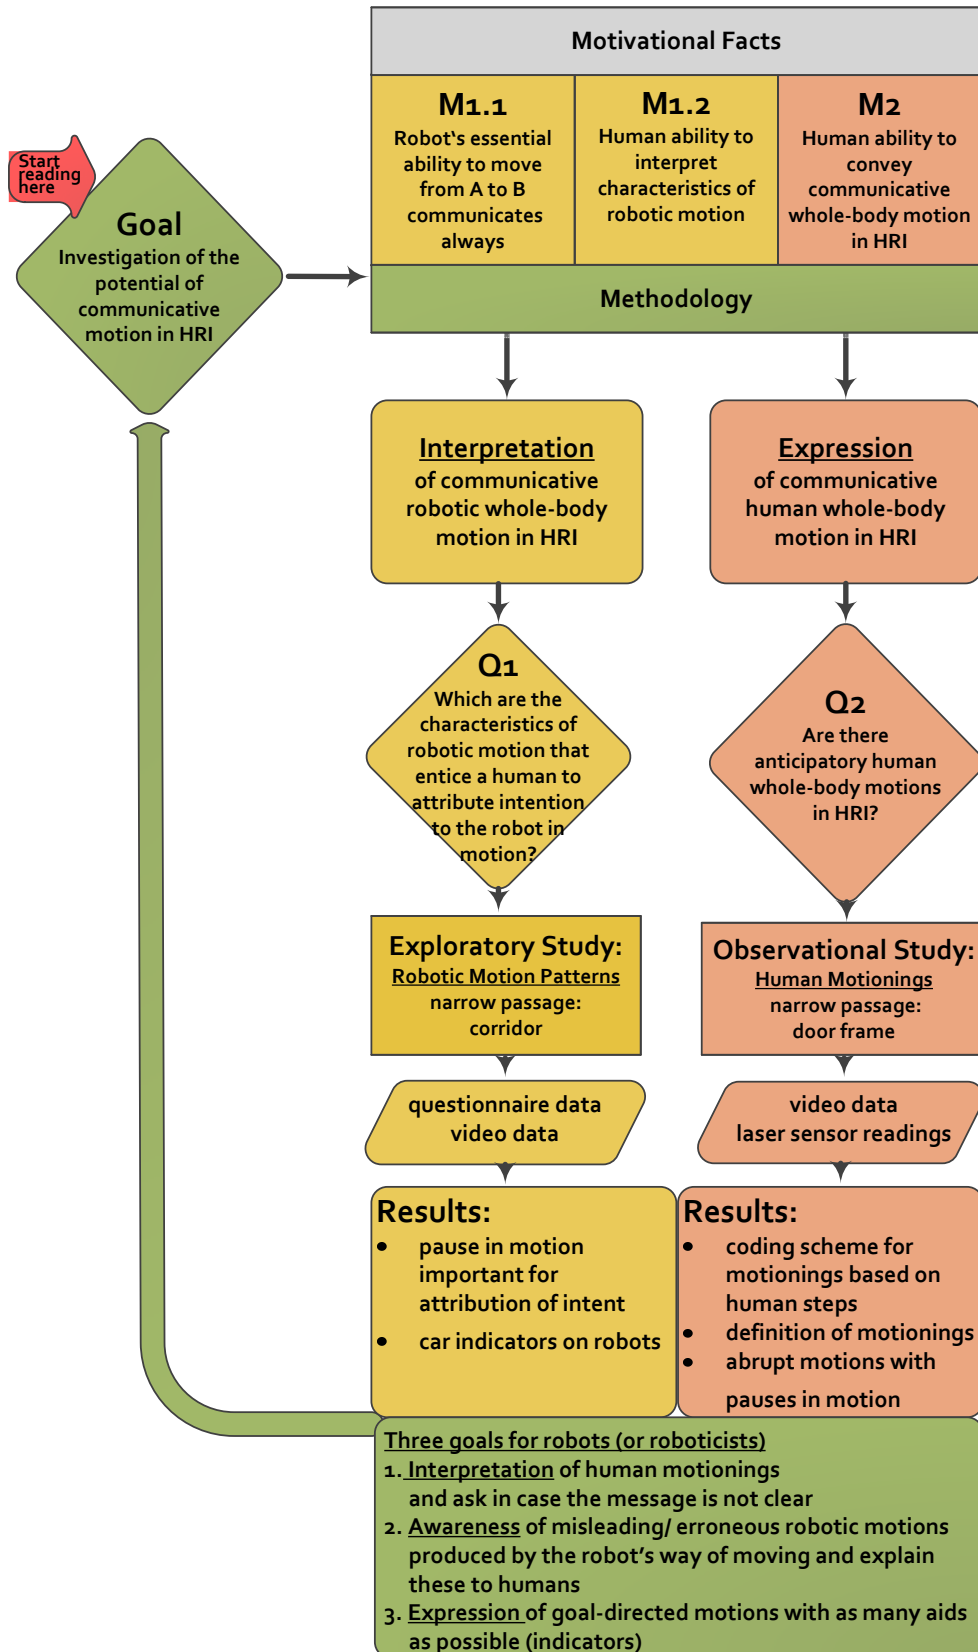 Start
reading
here
Goal
Investigation of the
potential of
communicative
motion in HRI
Motivational Facts
M1.1
Robot‘s essential
ability to move
from A to B
communicates
always
M1.2
Human ability to
interpret
characteristics of
robotic motion
M2
Human ability to
convey
communicative
whole-body motion
in HRI
Methodology
Interpretation
of communicative
robotic whole-body
motion in HRI
Q1
Which are the
characteristics of
robotic motion that
entice a human to
attribute intention
to the robot in
motion?
Exploratory Study:
Robotic Motion Patterns
narrow passage:
corridor
questionnaire data
video data
Results:
• pause in motion
important for
attribution of intent
• car indicators on robots
Expression
of communicative
human whole-body
motion in HRI
Q2
Are there
anticipatory human
whole-body motions
in HRI?
Observational Study:
Human Motionings
narrow passage:
door frame
video data
laser sensor readings
Results:
• coding scheme for
motionings based on
human steps
• definition of motionings
• abrupt motions with
pauses in motion
Three goals for robots (or roboticists)
1. Interpretation of human motionings
and ask in case the message is not clear
2. Awareness of misleading/ erroneous robotic motions
produced by the robot’s way of moving and explain
these to humans
3. Expression of goal-directed motions with as many aids
as possible (indicators)